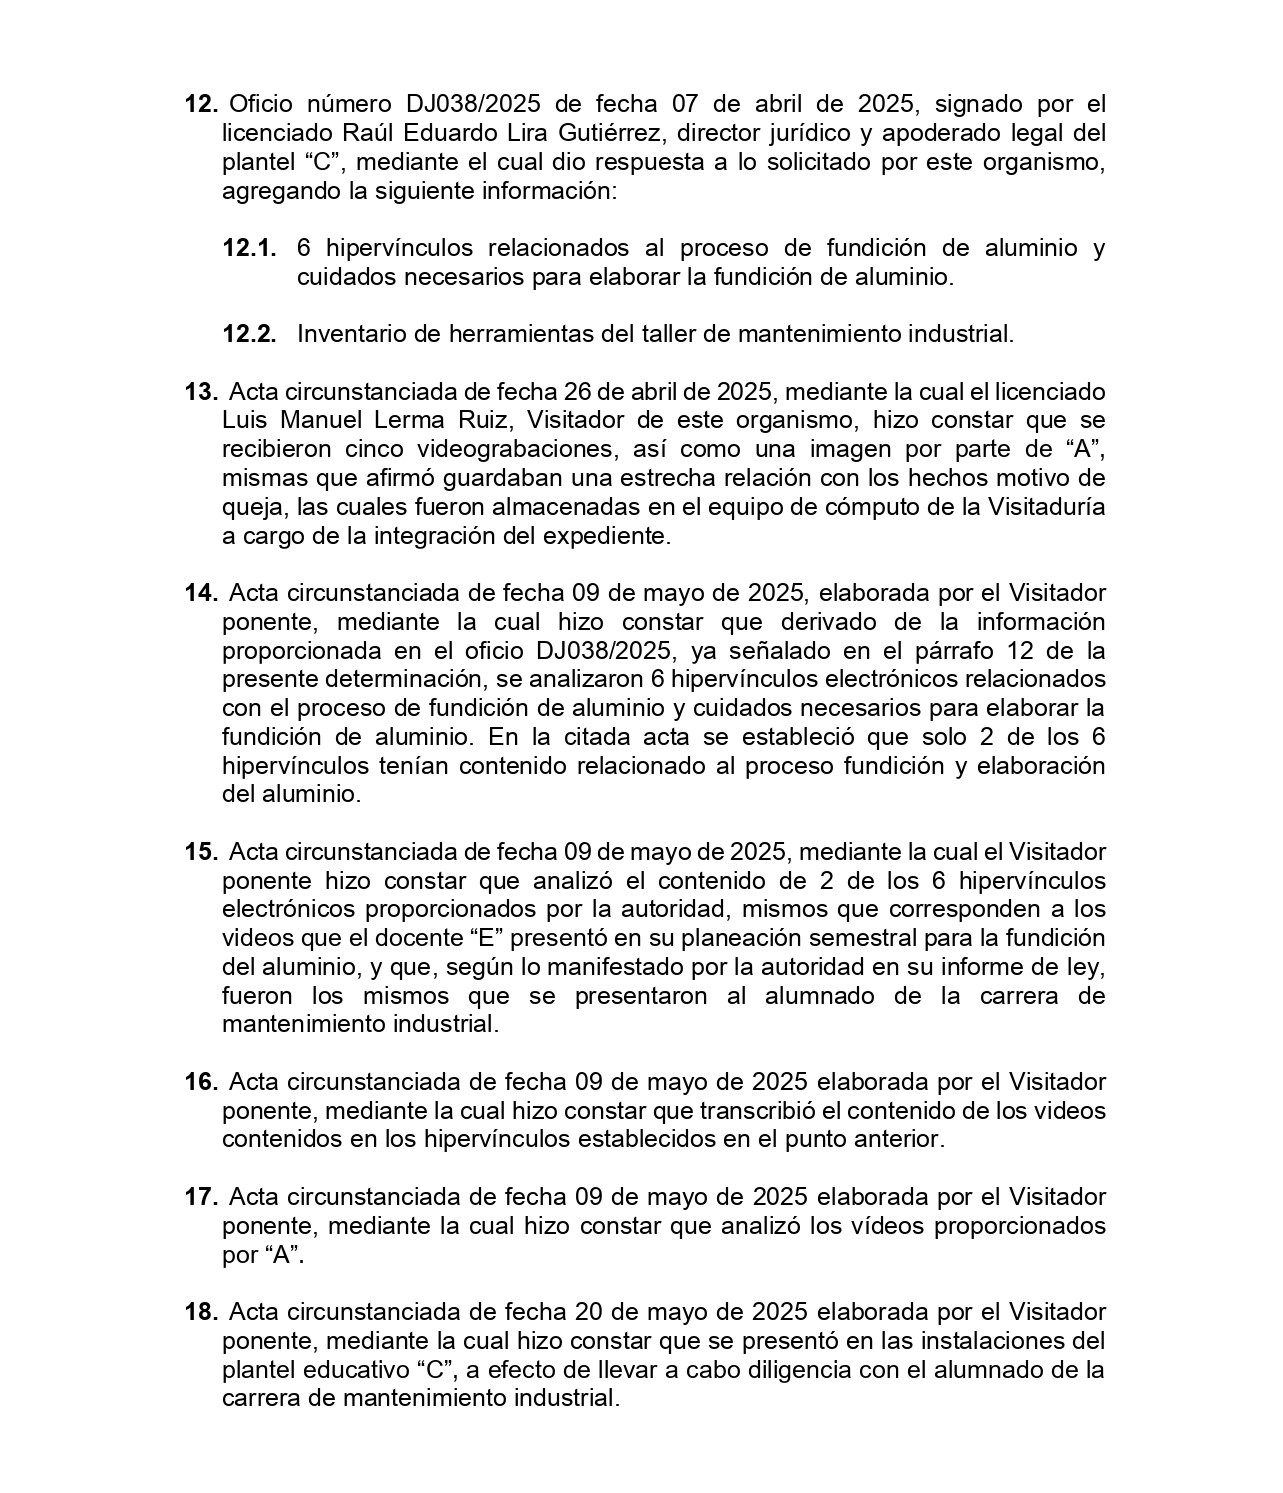 12. Oficio número DJ038/2025 de fecha 07 de abril de 2025, signado por el
licenciado Raúl Eduardo Lira Gutiérrez, director jurídico y apoderado legal del
plantel “C”, mediante el cual dio respuesta a lo solicitado por este organismo,
agregando la siguiente información:
12.1. 6 hipervínculos relacionados al proceso de fundición de aluminio y
cuidados necesarios para elaborar la fundición de aluminio.
12.2. Inventario de herramientas del taller de mantenimiento industrial.
13. Acta circunstanciada de fecha 26 de abril de 2025, mediante la cual el licenciado
Luis Manuel Lerma Ruiz, Visitador de este organismo, hizo constar que se
recibieron cinco videograbaciones, así como una imagen por parte de “A”,
mismas que afirmó guardaban una estrecha relación con los hechos motivo de
queja, las cuales fueron almacenadas en el equipo de cómputo de la Visitaduría
a cargo de la integración del expediente.
14. Acta circunstanciada de fecha 09 de mayo de 2025, elaborada por el Visitador
ponente, mediante la cual hizo constar que derivado de la información
proporcionada en el oficio DJ038/2025, ya señalado en el párrafo 12 de la
presente determinación, se analizaron 6 hipervínculos electrónicos relacionados
con el proceso de fundición de aluminio y cuidados necesarios para elaborar la
fundición de aluminio. En la citada acta se estableció que solo 2 de los 6
hipervínculos tenían contenido relacionado al proceso fundición y elaboración
del aluminio.
15. Acta circunstanciada de fecha 09 de mayo de 2025, mediante la cual el Visitador
ponente hizo constar que analizó el contenido de 2 de los 6 hipervínculos
electrónicos proporcionados por la autoridad, mismos que corresponden a los
videos que el docente “E” presentó en su planeación semestral para la fundición
del aluminio, y que, según lo manifestado por la autoridad en su informe de ley,
fueron los mismos que se presentaron al alumnado de la carrera de
mantenimiento industrial.
16. Acta circunstanciada de fecha 09 de mayo de 2025 elaborada por el Visitador
ponente, mediante la cual hizo constar que transcribió el contenido de los videos
contenidos en los hipervínculos establecidos en el punto anterior.
17. Acta circunstanciada de fecha 09 de mayo de 2025 elaborada por el Visitador
ponente, mediante la cual hizo constar que analizó los vídeos proporcionados
por “A”.
18. Acta circunstanciada de fecha 20 de mayo de 2025 elaborada por el Visitador
ponente, mediante la cual hizo constar que se presentó en las instalaciones del
plantel educativo “C”, a efecto de llevar a cabo diligencia con el alumnado de la
carrera de mantenimiento industrial.